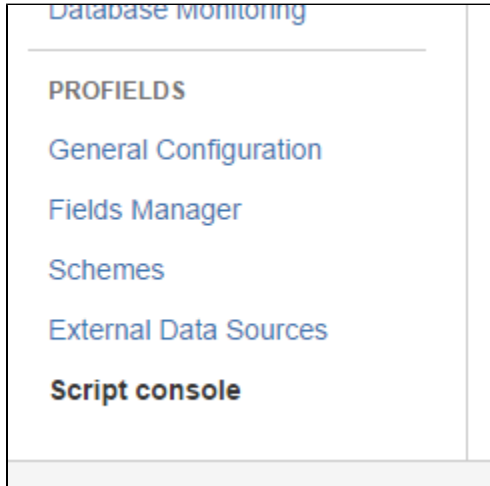 Database Monitoring
PROFIELDS
General Configuration
Fields Manager
Schemes
External Data Sources
Script console